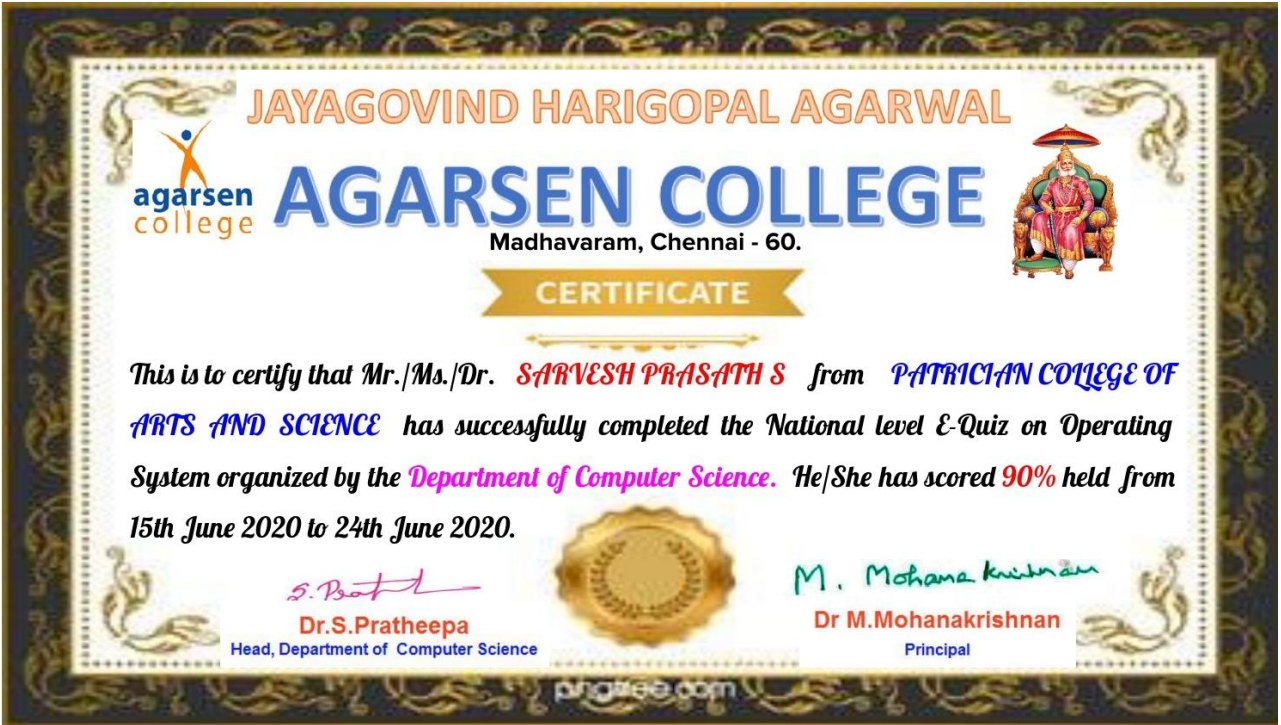 JAYAGOVIND HARIGOPAL AGARWAL
agarsen
college
AGARSEN COLLEGE
Madhavaram, Chennai - 60.
CERTIFICATE
This is to certify that Mr./Ms./Dr. SARVESH PRASATH S from PATRICIAN COLLEGE OF
ARTS AND SCIENCE has successfully completed the National level E-Quiz on Operating
System organized by the Department of Computer Science. He/She has scored 90% held from
15th June 2020 to 24th June 2020.
M. Mohana Krishnan
Dr.S.Pratheepa
Dr M.Mohanakrishnan
Head, Department of Computer Science
Principal
pngtree.com